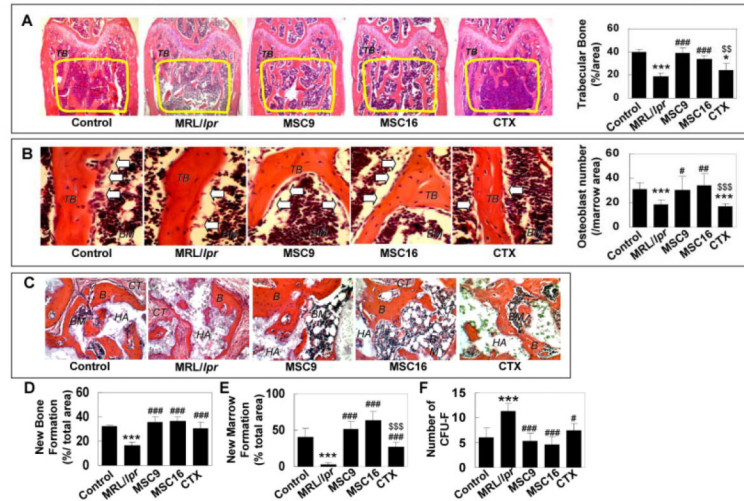 A
TB TB TB TB TB
Control MRL/lpr MSC9 MSC16 CTX
Trabecular Bone
(%/area)
60
40
20
0
*** ### ### $$
*
Control MRL/lpr MSC9 MSC16 CTX
B
TB TB TB TB TB
BM BM BM BM BM
Control MRL/lpr MSC9 MSC16 CTX
Osteoblast number
(/marrow area)
60
40
20
0
*** # ## $$$
***
Control MRL/lpr MSC9 MSC16 CTX
C
CT B HA BM
CT B HA
B BM HA
CT B HA
BM HA B
Control MRL/lpr MSC9 MSC16 CTX
D
New Bone
Formation
(%/ total area)
60
40
20
0
*** ### ### ###
Control MRL/lpr MSC9 MSC16 CTX
E
New Marrow
Formation
(% total area)
100
50
0
*** ### ### $$$
###
Control MRL/lpr MSC9 MSC16 CTX
F
Number of
CFU-F
15
10
5
0
*** ### ### #
Control MRL/lpr MSC9 MSC16 CTX